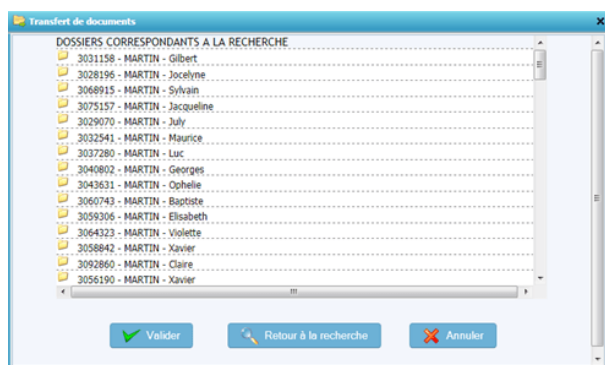 Transfert de documents
DOSSIERS CORRESPONDANTS A LA RECHERCHE
3031158 - MARTIN - Gilbert
3028196 - MARTIN - Jocelyne
3068915 - MARTIN - Sylvain
3075157 - MARTIN - Jacqueline
3029070 - MARTIN - July
3032541 - MARTIN - Maurice
3037280 - MARTIN - Luc
3040802 - MARTIN - Georges
3043631 - MARTIN - Ophelie
3060743 - MARTIN - Baptiste
3059306 - MARTIN - Elisabeth
3064323 - MARTIN - Violette
3058842 - MARTIN - Xavier
3092860 - MARTIN - Claire
3056190 - MARTIN - Xavier
Valider Retour à la recherche Annuler